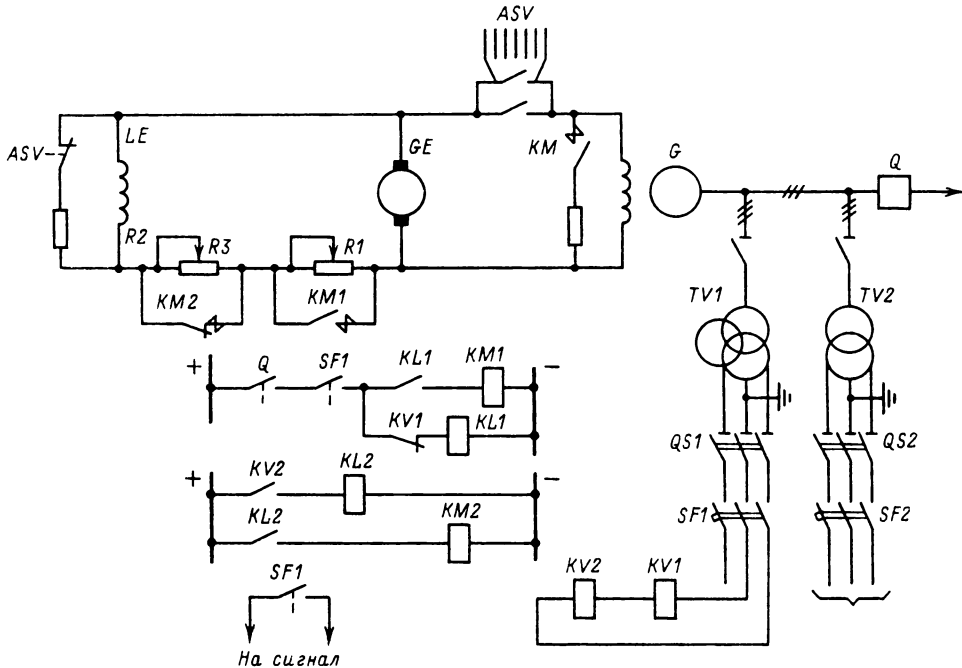 ASV
LE
ASV
GE
KM
G
Q
R2
R3
R1
KM2
KM1
TV1
TV2
+
Q
SF1
KL1
KM1
−
KV1
KL1
QS1
QS2
+
KV2
KL2
−
KL2
KM2
SF1
SF2
SF1
KV2
KV1
На сигнал